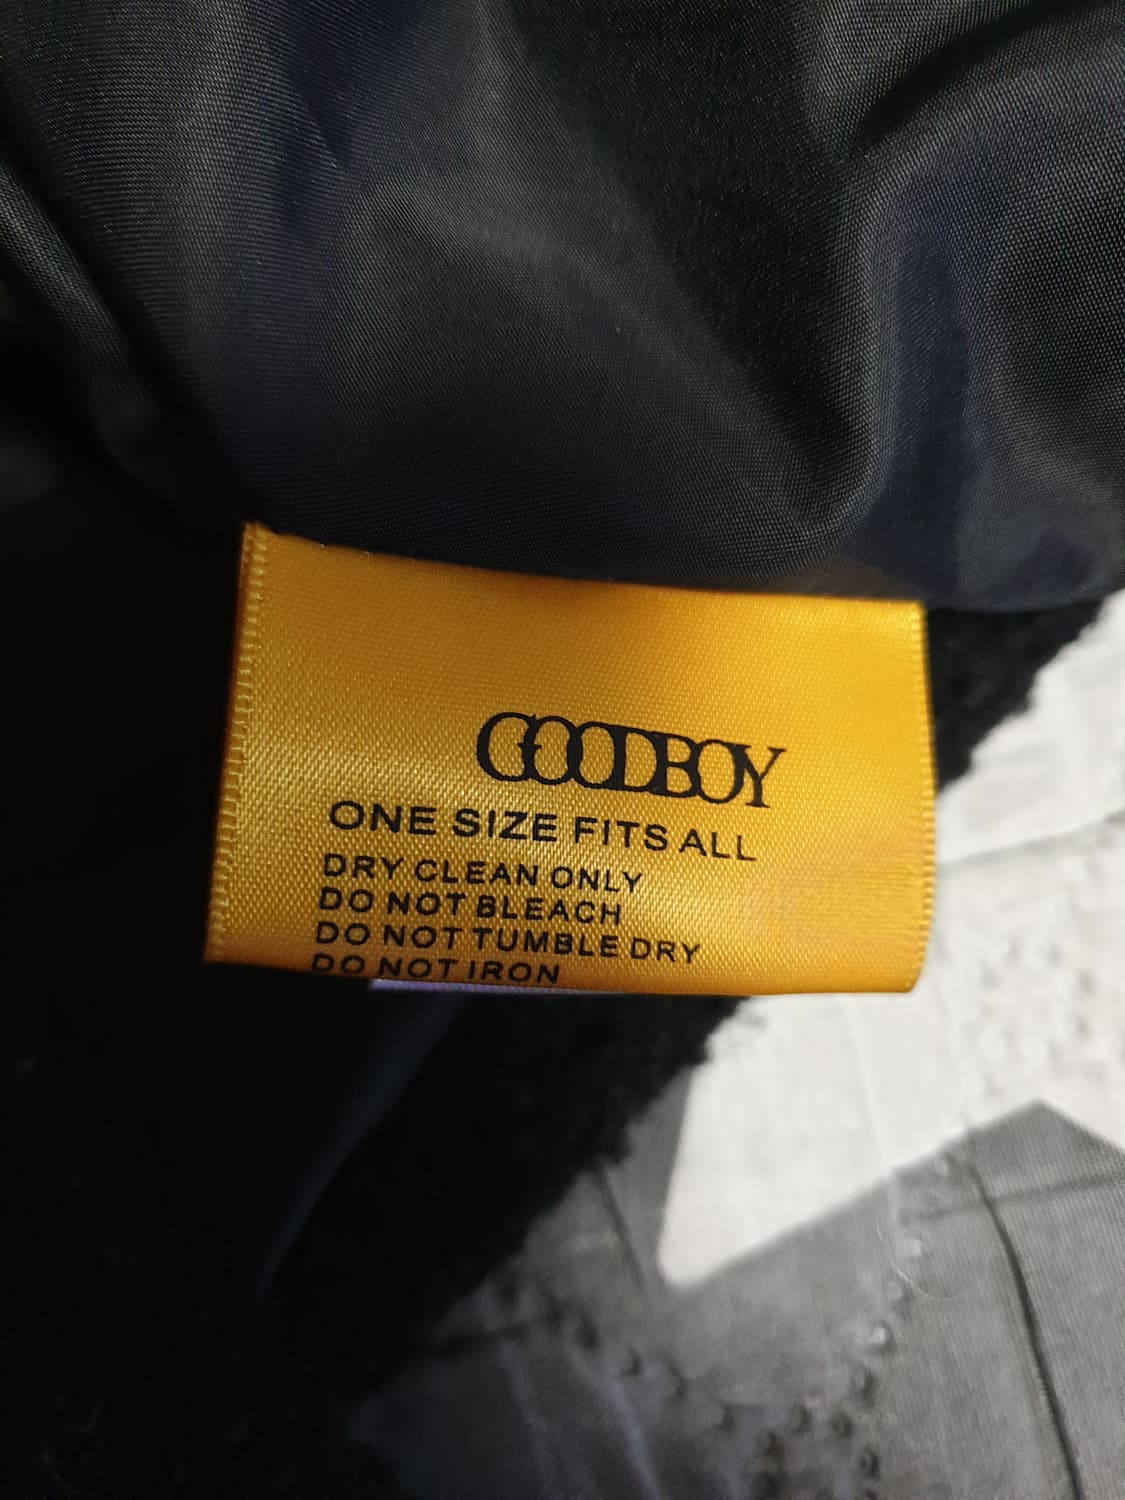 GOODBOY
ONE SIZE FITS ALL
DRY CLEAN ONLY
DO NOT BLEACH
DO NOT TUMBLE DRY
DO NOT IRON